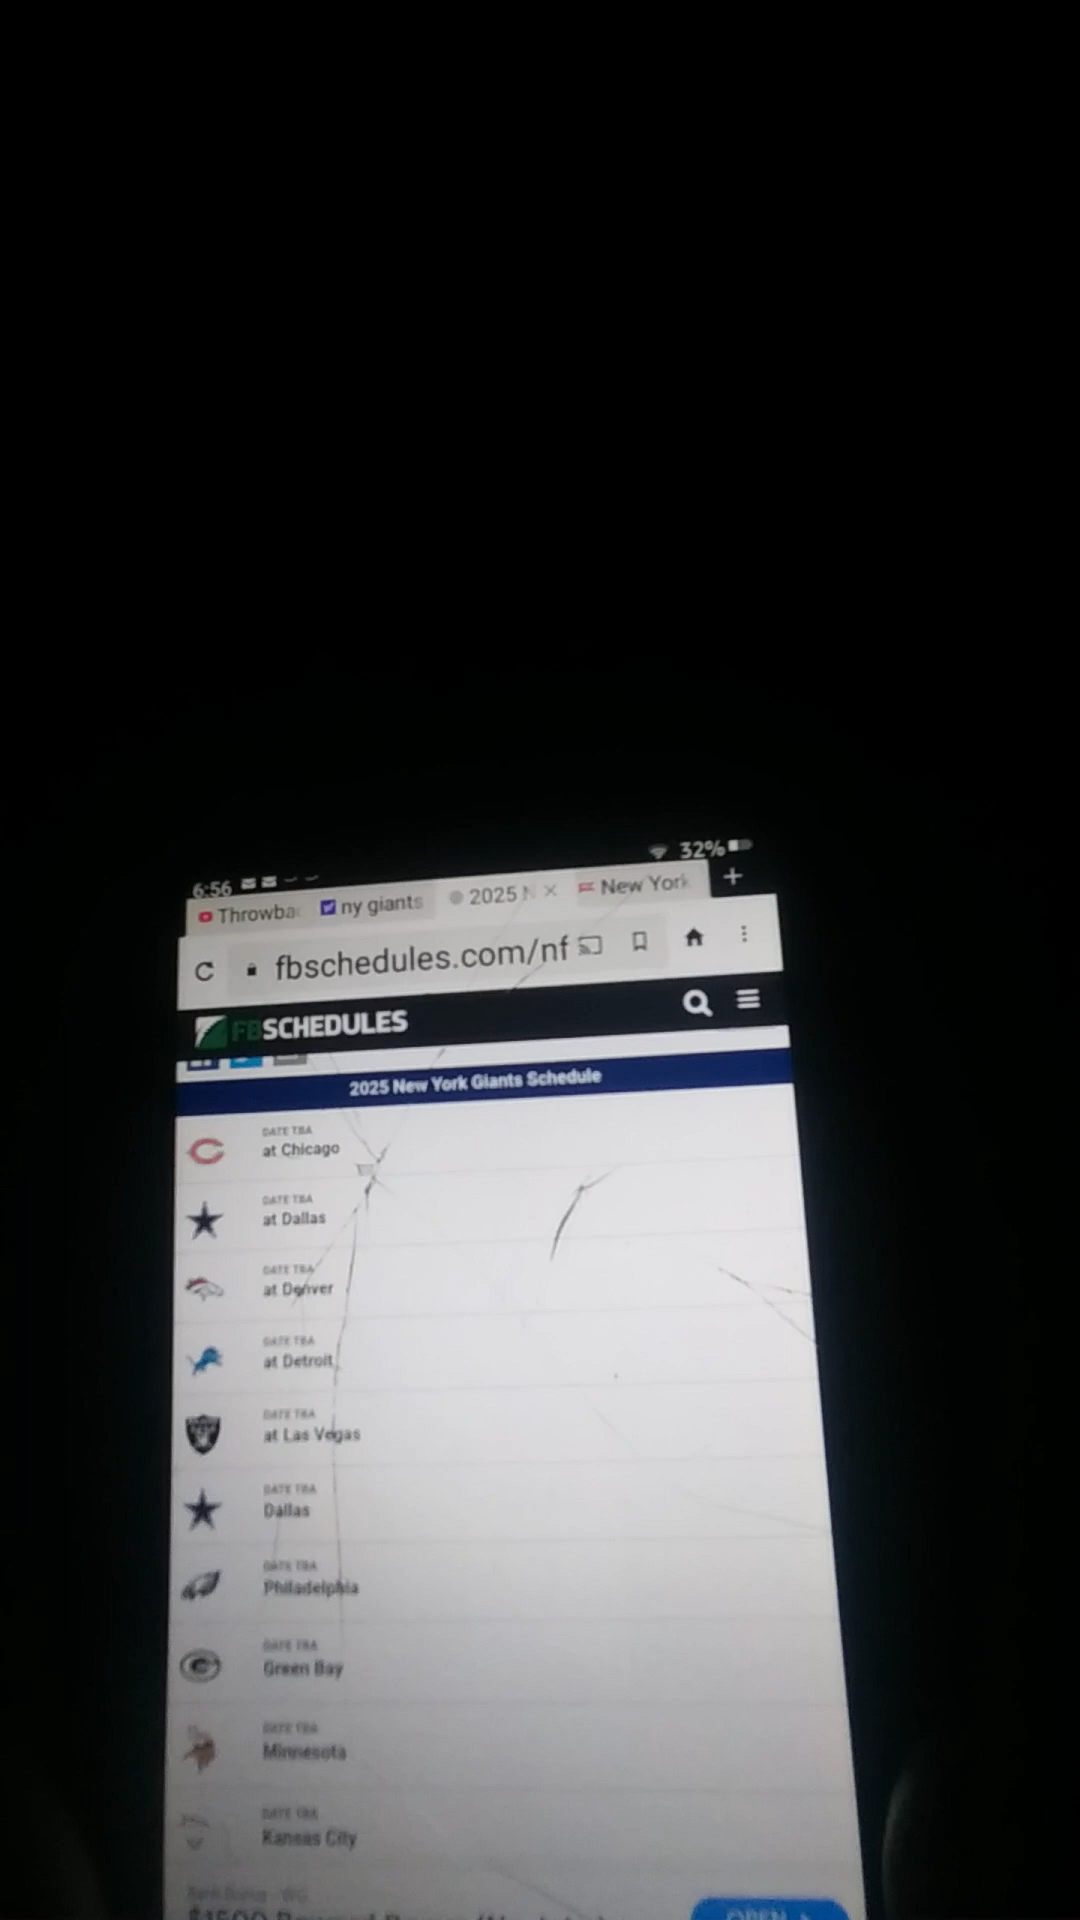 6:56 32%
Throwba ny giants 2025 N New York
fbschedules.com/nf
FBSCHEDULES
2025 New York Giants Schedule
DATE TBA
at Chicago
DATE TBA
at Dallas
DATE TBA
at Denver
DATE TBA
at Detroit
DATE TBA
at Las Vegas
DATE TBA
Dallas
DATE TBA
Philadelphia
DATE TBA
Green Bay
DATE TBA
Minnesota
DATE TBA
Kansas City
OPEN